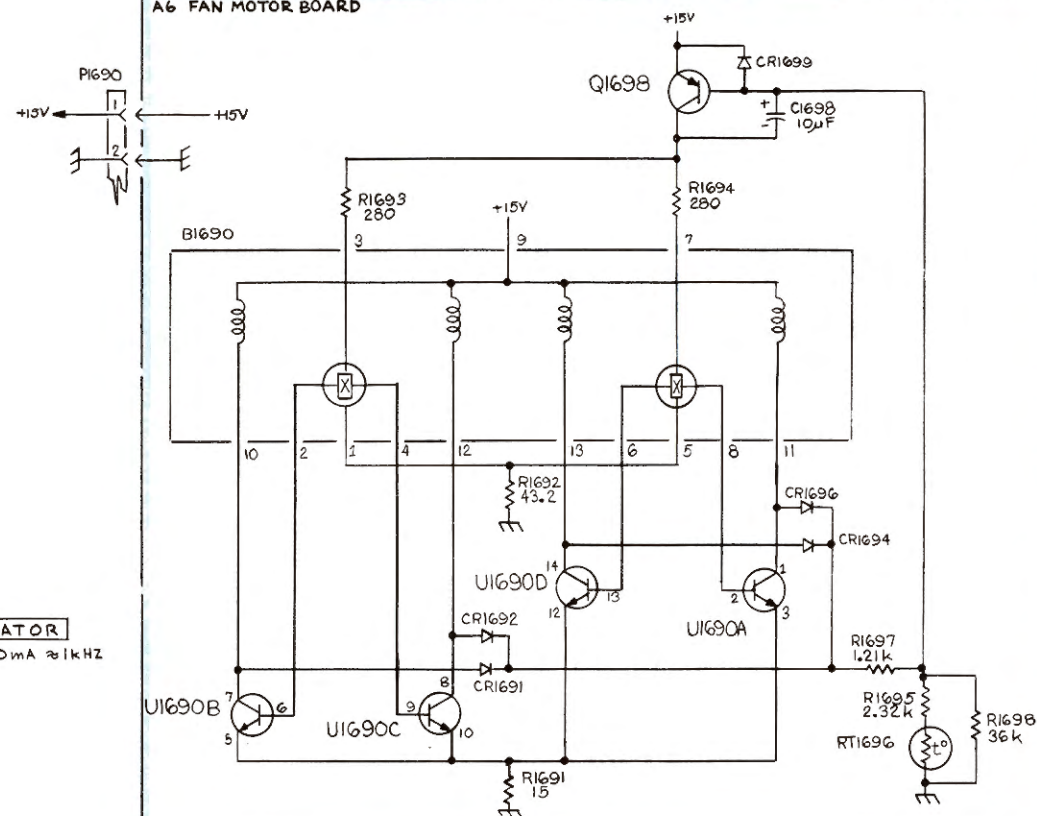 A6 FAN MOTOR BOARD
+15V
P1690
CR1699
Q1698
1
+15V
+15V
+
-
C1698
10µF
2
R1693
280
R1694
280
+15V
B1690
3
9
7
10
2
1
4
12
13
6
5
8
11
R1692
43.2
CR1696
CR1694
14
U1690D
13
12
1
2
3
U1690A
CR1692
R1697
1.21k
CR1691
ATOR
0mA ≈1kHZ
7
U1690B
6
5
8
9
U1690C
10
R1695
2.32k
R1698
36k
RT1696
t°
R1691
15